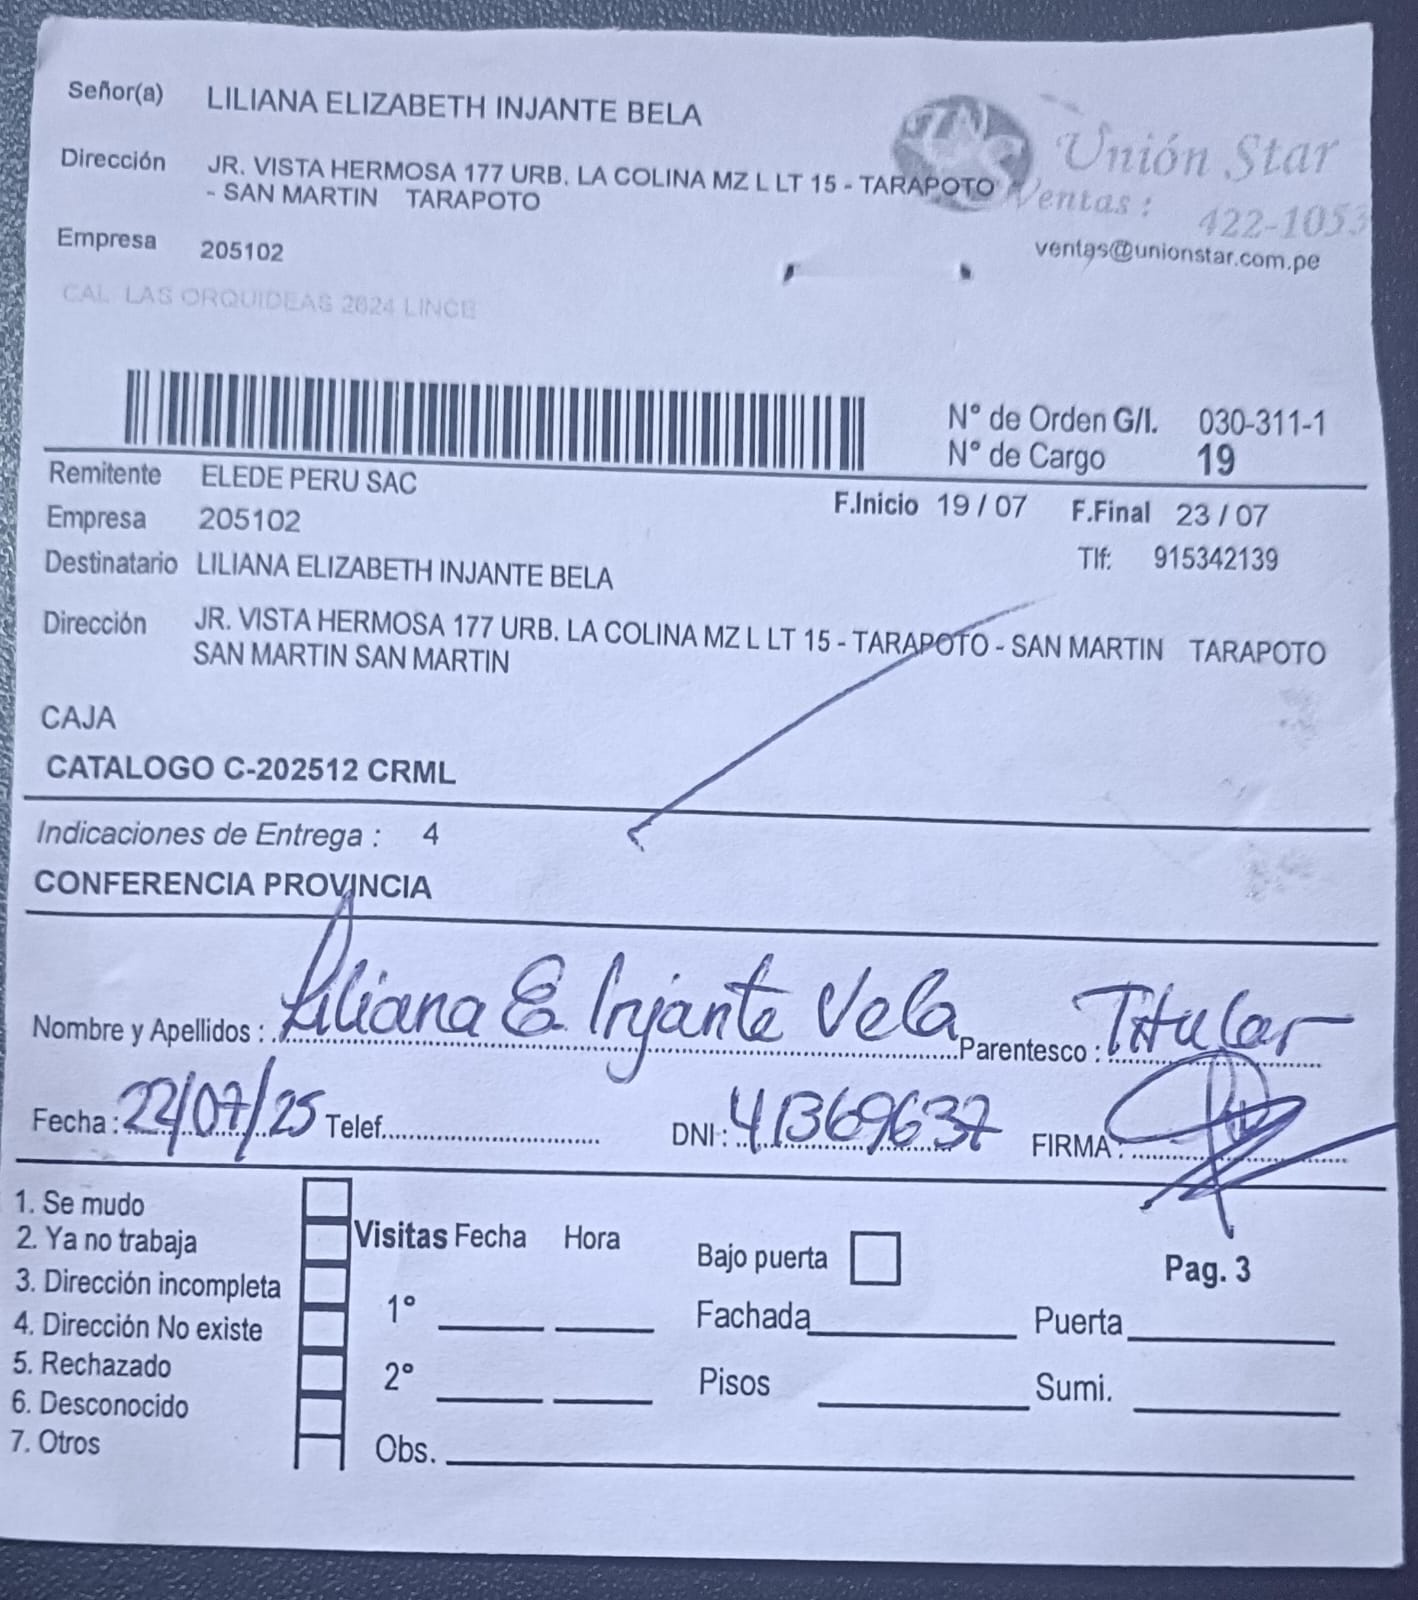 Señor(a) LILIANA ELIZABETH INJANTE BELA
Unión Star
Dirección JR. VISTA HERMOSA 177 URB. LA COLINA MZ L LT 15 - TARAPOTO
- SAN MARTIN TARAPOTO
Ventas : 422-1053
Empresa 205102
ventas@unionstar.com.pe
CAL LAS ORQUIDEAS 2624 LINCE
Nº de Orden G/I. 030-311-1
Nº de Cargo 19
Remitente ELEDE PERU SAC
F.Inicio 19 / 07 F.Final 23 / 07
Empresa 205102
Tlf: 915342139
Destinatario LILIANA ELIZABETH INJANTE BELA
Dirección JR. VISTA HERMOSA 177 URB. LA COLINA MZ L LT 15 - TARAPOTO - SAN MARTIN TARAPOTO
SAN MARTIN SAN MARTIN
CAJA
CATALOGO C-202512 CRML
Indicaciones de Entrega : 4
CONFERENCIA PROVINCIA
Nombre y Apellidos : Liliana E. Injante Vela Parentesco : Titular
Fecha : 22/07/25 Telef. DNI : 41369637 FIRMA :
1. Se mudo
2. Ya no trabaja
3. Dirección incompleta
4. Dirección No existe
5. Rechazado
6. Desconocido
7. Otros
Visitas Fecha Hora
1º
2º
Obs.
Bajo puerta
Pag. 3
Fachada Puerta
Pisos Sumi.